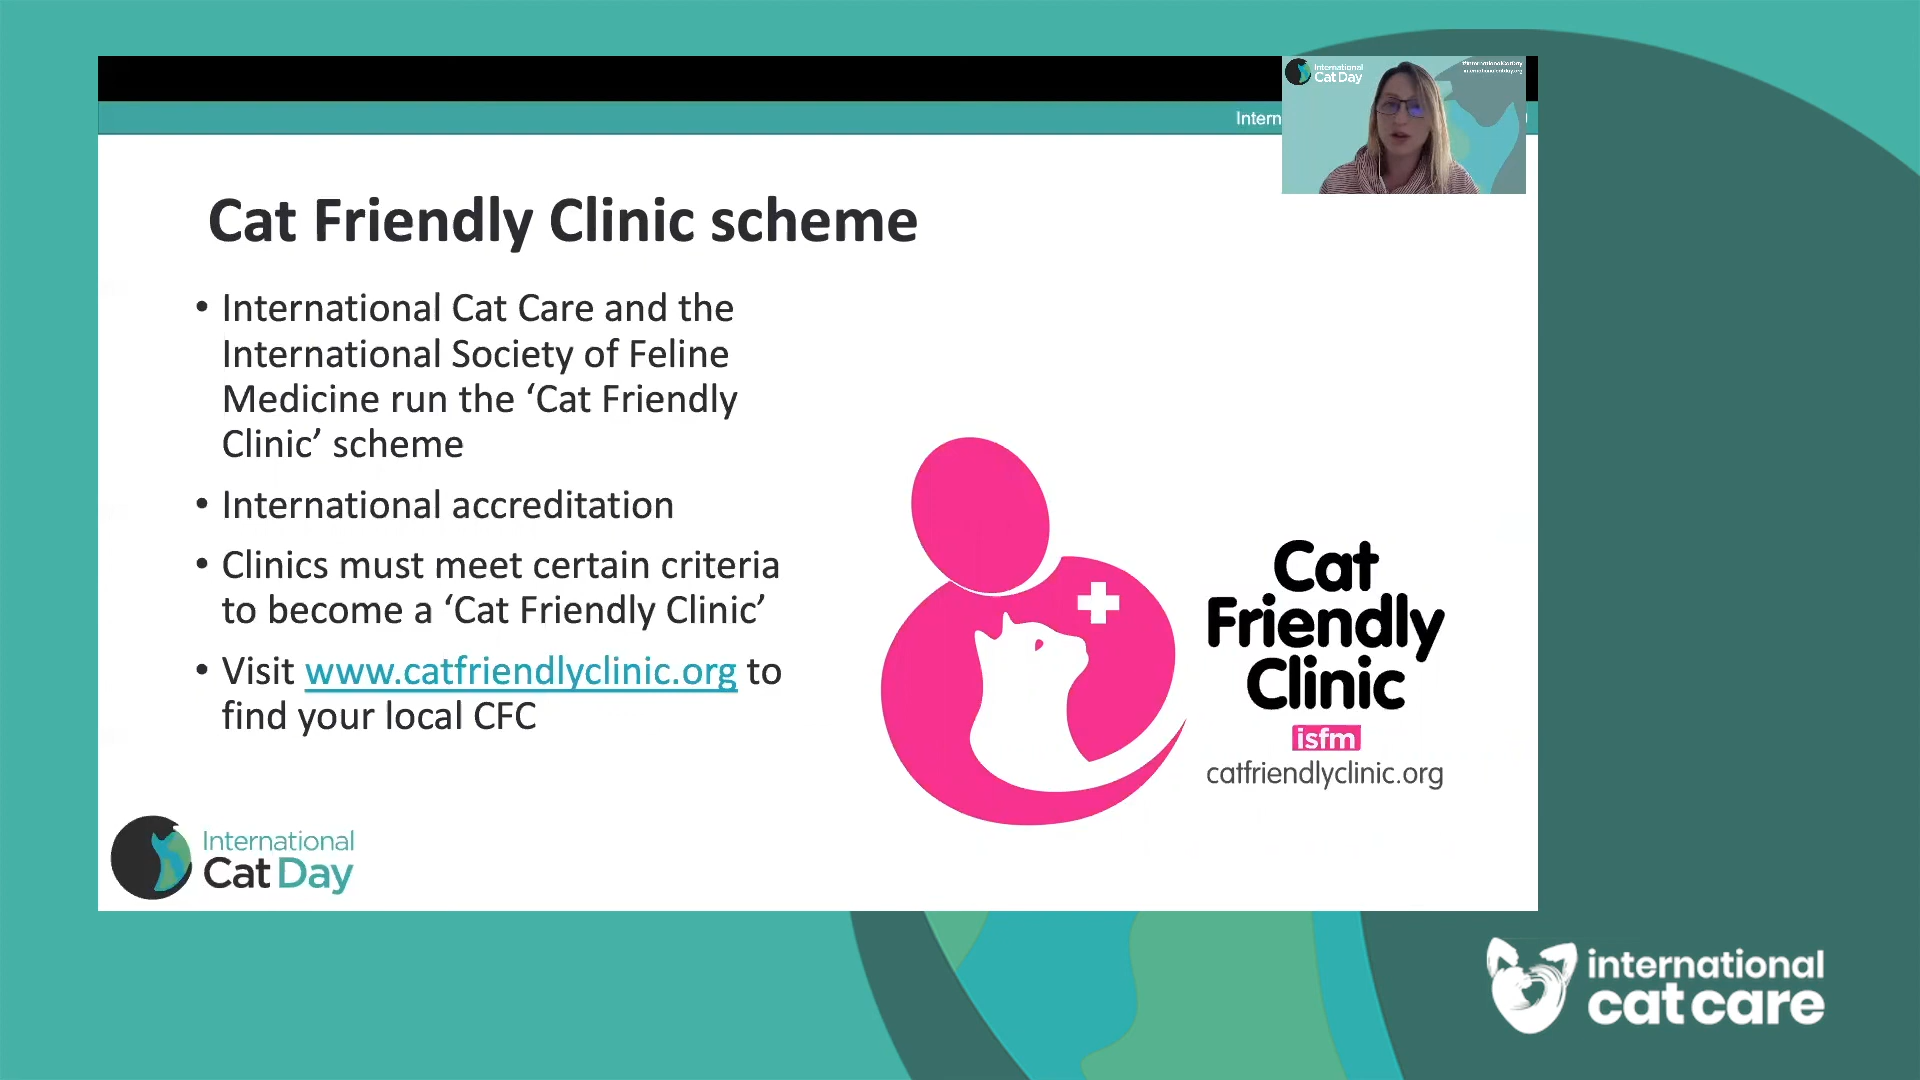 International
Cat Day
Intern
Cat Friendly Clinic scheme
• International Cat Care and the
International Society of Feline
Medicine run the ‘Cat Friendly
Clinic’ scheme
• International accreditation
• Clinics must meet certain criteria
to become a ‘Cat Friendly Clinic’
• Visit www.catfriendlyclinic.org to
find your local CFC
Cat
Friendly
Clinic
isfm
catfriendlyclinic.org
International
Cat Day
international
cat care